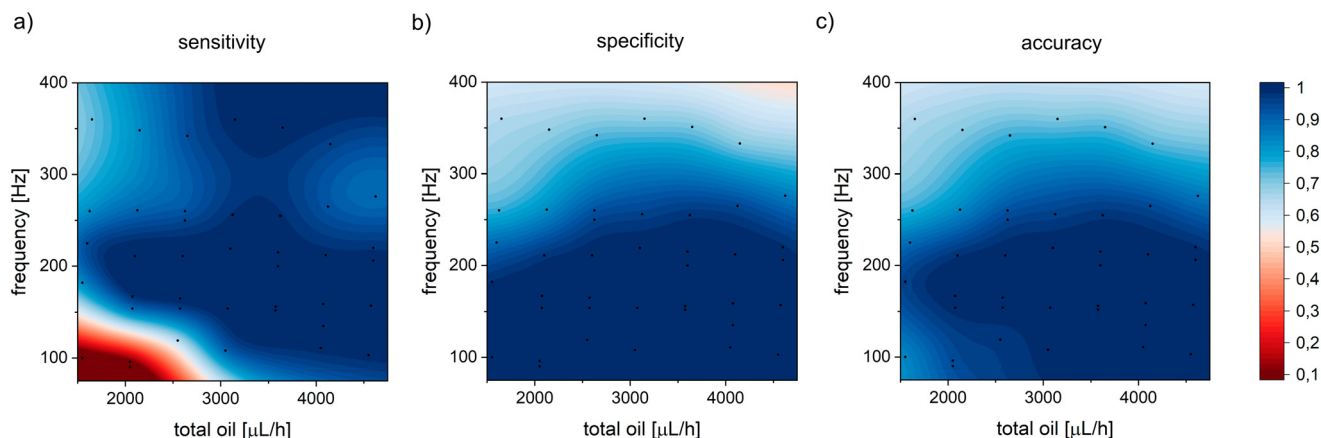 a)
sensitivity
400
300
200
100
frequency [Hz]
2000
3000
4000
total oil [μL/h]
b)
specificity
400
300
200
100
frequency [Hz]
2000
3000
4000
total oil [μL/h]
c)
accuracy
400
300
200
100
frequency [Hz]
2000
3000
4000
total oil [μL/h]
1
0,9
0,8
0,7
0,6
0,5
0,4
0,3
0,2
0,1